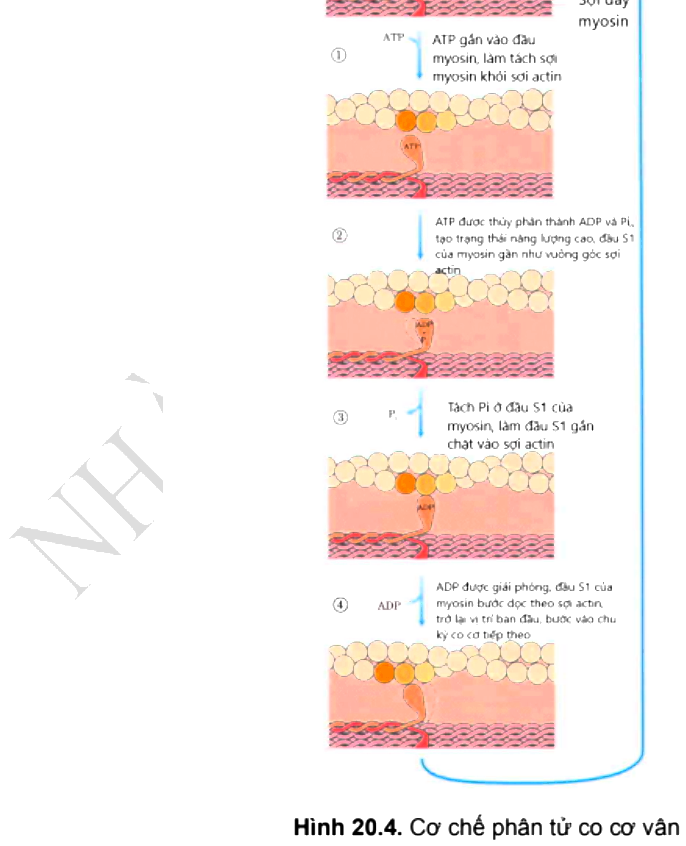 Sợi dày
myosin
① ATP ATP gắn vào đầu
myosin, làm tách sợi
myosin khỏi sợi actin
ATP
② ATP được thủy phân thành ADP và Pi,
tạo trạng thái năng lượng cao, đầu S1
của myosin gần như vuông góc sợi
actin
ADP
P
③ Pi Tách Pi ở đầu S1 của
myosin, làm đầu S1 gắn
chặt vào sợi actin
ADP
④ ADP ADP được giải phóng, đầu S1 của
myosin bước dọc theo sợi actin,
trở lại vị trí ban đầu, bước vào chu
kỳ co cơ tiếp theo
NH
Hình 20.4. Cơ chế phân tử co cơ vân